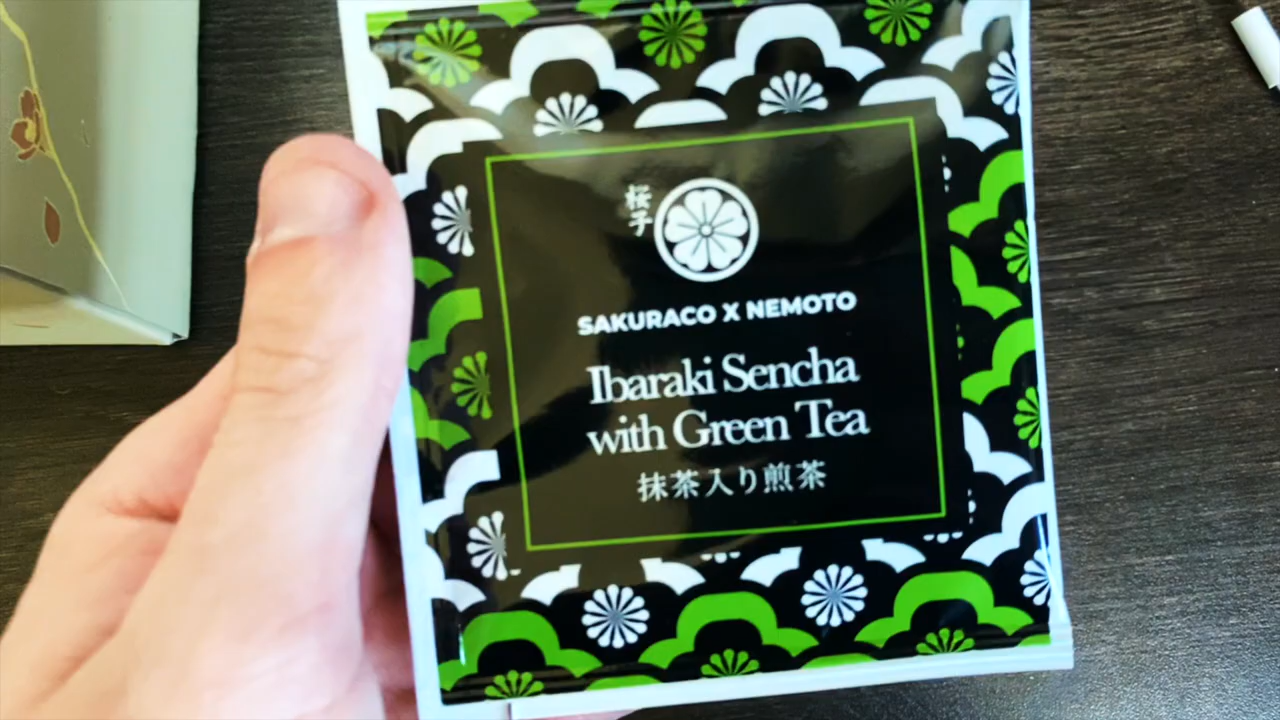 桜子
SAKURACO X NEMOTO
Ibaraki Sencha
with Green Tea
抹茶入り煎茶